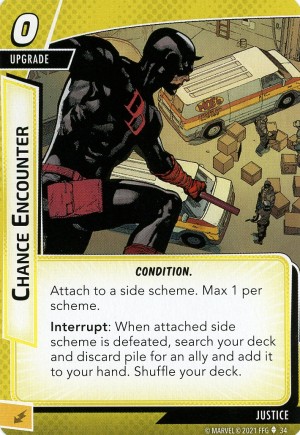 0
UPGRADE
CHANCE ENCOUNTER
CONDITION.
Attach to a side scheme. Max 1 per
scheme.
Interrupt: When attached side
scheme is defeated, search your deck
and discard pile for an ally and add it
to your hand. Shuffle your deck.
JUSTICE
© MARVEL © 2021 FFG 34